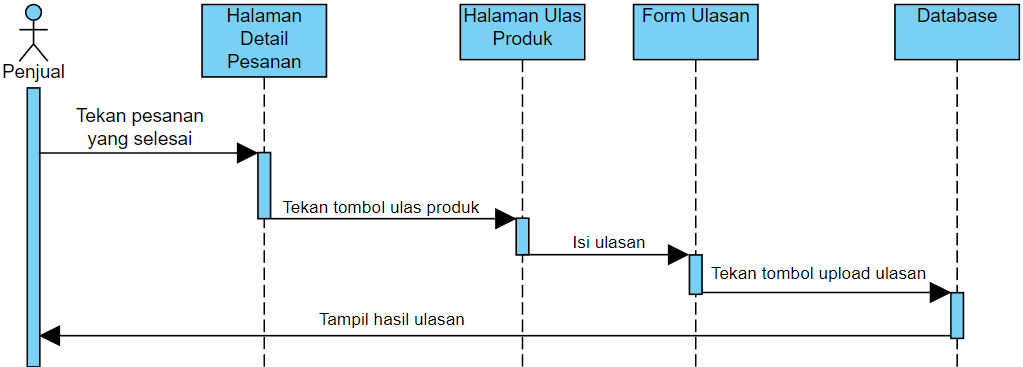 Penjual
Halaman
Detail
Pesanan
Halaman Ulas
Produk
Form Ulasan
Database
Tekan pesanan
yang selesai
Tekan tombol ulas produk
Isi ulasan
Tekan tombol upload ulasan
Tampil hasil ulasan